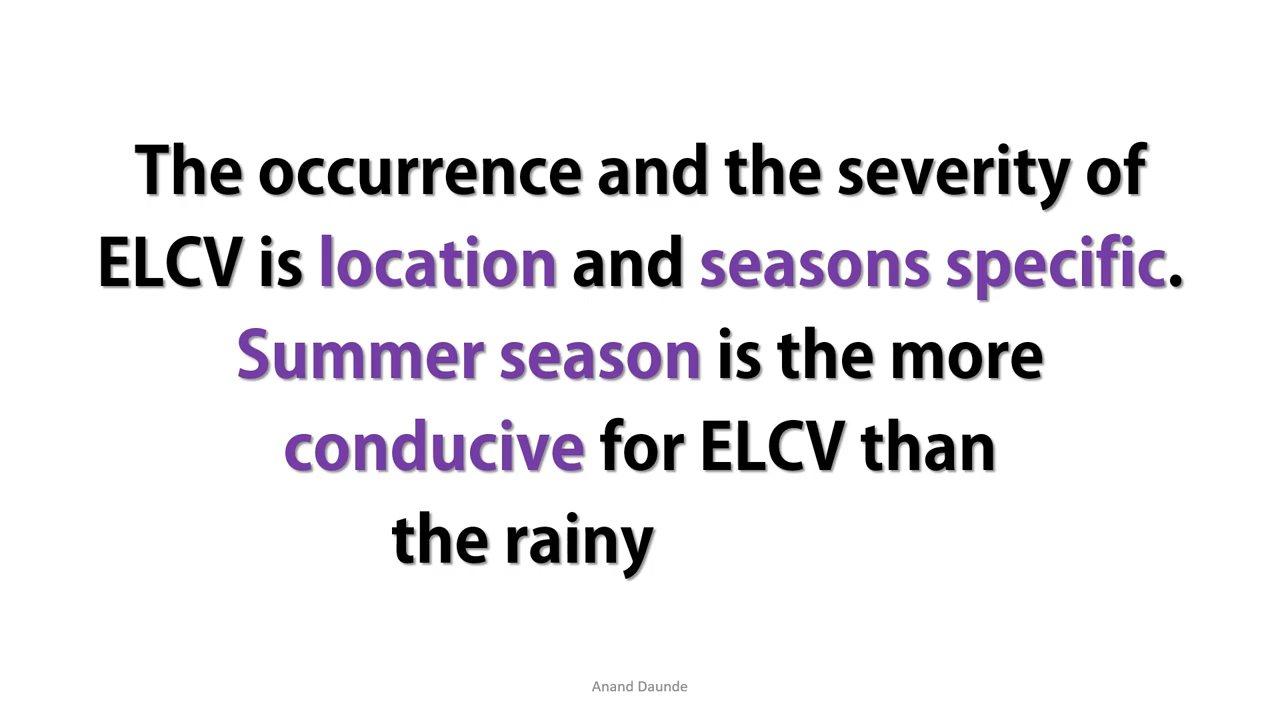 The occurrence and the severity of
ELCV is location and seasons specific.
Summer season is the more
conducive for ELCV than
the rainy
Anand Daunde